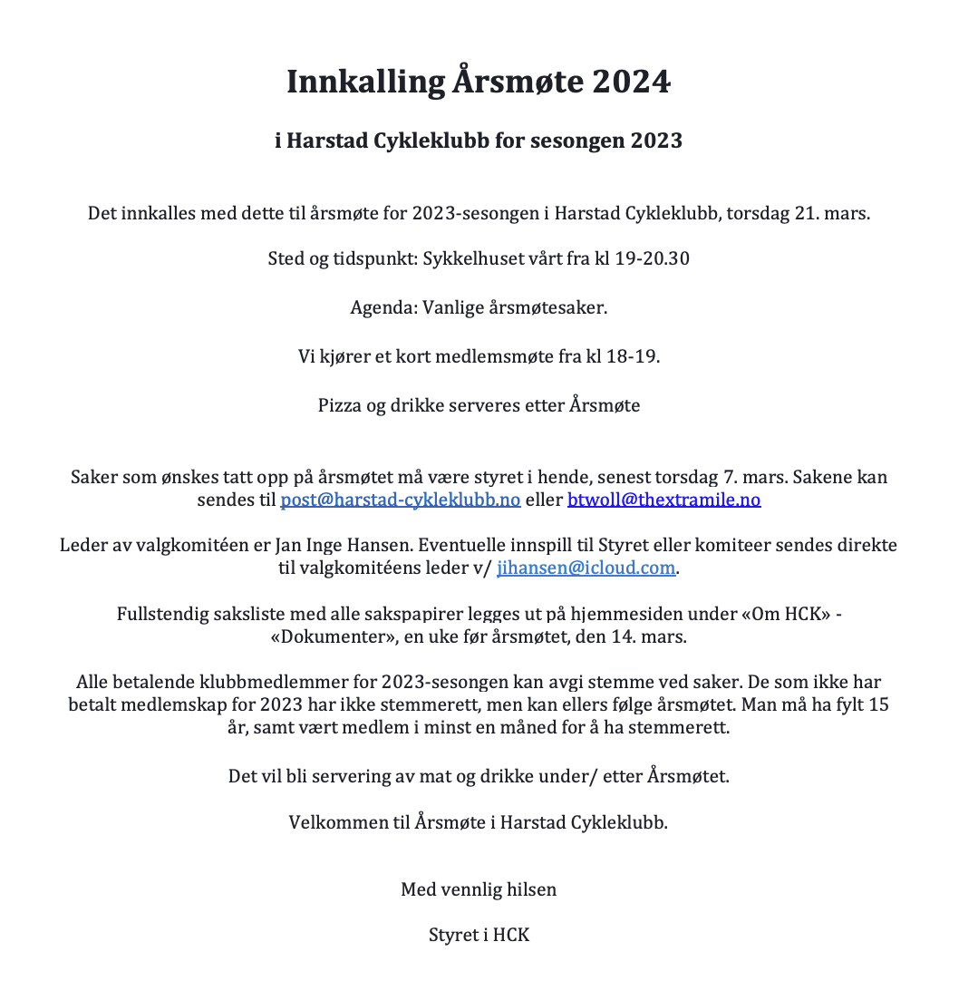 Innkalling Årsmøte 2024
i Harstad Cykleklubb for sesongen 2023
Det innkalles med dette til årsmøte for 2023-sesongen i Harstad Cykleklubb, torsdag 21. mars.
Sted og tidspunkt: Sykkelhuset vårt fra kl 19-20.30
Agenda: Vanlige årsmøtesaker.
Vi kjører et kort medlemsmøte fra kl 18-19.
Pizza og drikke serveres etter Årsmøte
Saker som ønskes tatt opp på årsmøtet må være styret i hende, senest torsdag 7. mars. Sakene kan
sendes til post@harstad-cykleklubb.no eller btwoll@thextramile.no
Leder av valgkomitéen er Jan Inge Hansen. Eventuelle innspill til Styret eller komiteer sendes direkte
til valgkomitéens leder v/ jihansen@icloud.com.
Fullstendig saksliste med alle sakspapirer legges ut på hjemmesiden under «Om HCK» -
«Dokumenter», en uke før årsmøtet, den 14. mars.
Alle betalende klubbmedlemmer for 2023-sesongen kan avgi stemme ved saker. De som ikke har
betalt medlemskap for 2023 har ikke stemmerett, men kan ellers følge årsmøtet. Man må ha fylt 15
år, samt vært medlem i minst en måned for å ha stemmerett.
Det vil bli servering av mat og drikke under/ etter Årsmøtet.
Velkommen til Årsmøte i Harstad Cykleklubb.
Med vennlig hilsen
Styret i HCK